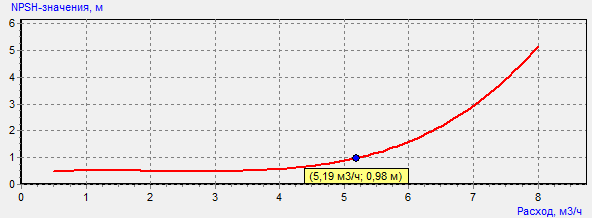 NPSH-значения, м
6
5
4
3
2
1
0
(5,19 м3/ч; 0,98 м)
0 1 2 3 4 5 6 7 8
Расход, м3/ч